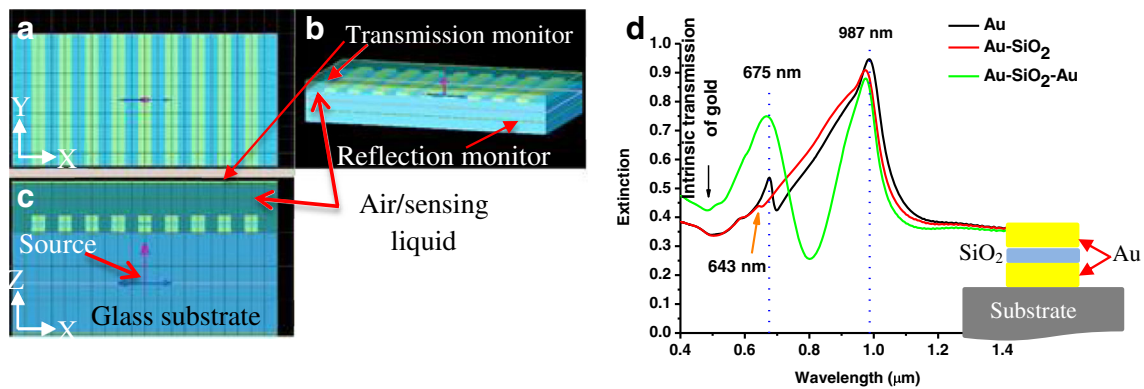 a
b
Transmission monitor
Y
X
Reflection monitor
c
Air/sensing
liquid
Source
Z
X
Glass substrate
d
987 nm
Au
Au-SiO2
Au-SiO2-Au
675 nm
Intrinsic transmission
of gold
643 nm
Extinction
1.0
0.9
0.8
0.7
0.6
0.5
0.4
0.3
0.2
0.1
0.0
0.4
0.6
0.8
1.0
1.2
1.4
Wavelength (μm)
SiO2
Au
Substrate